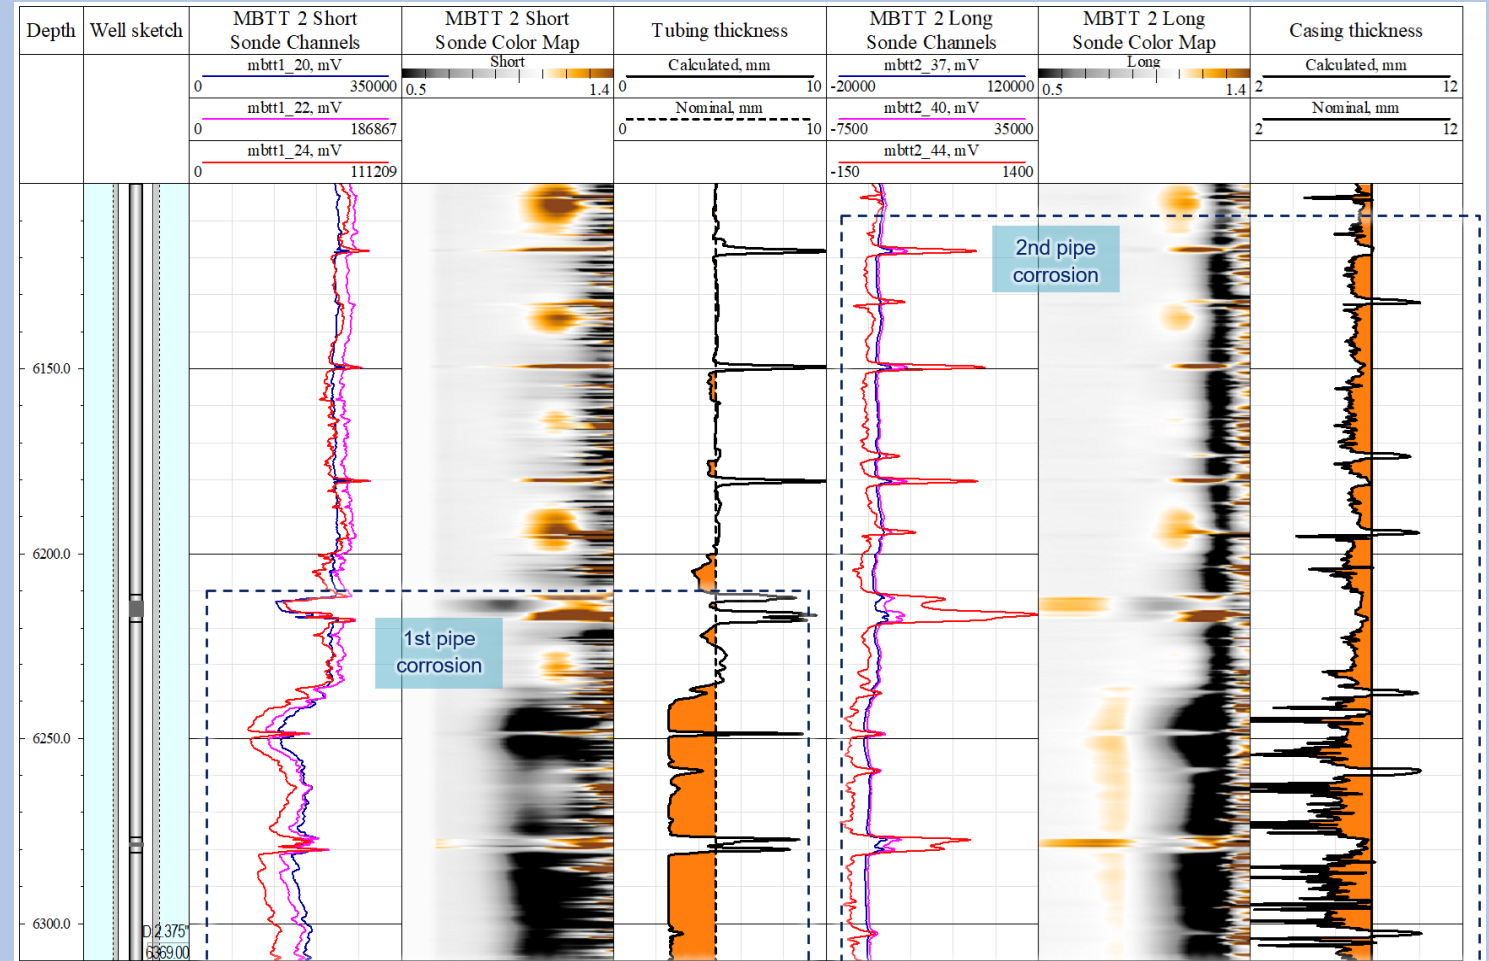 Depth
Well sketch
MBTT 2 Short
Sonde Channels
MBTT 2 Short
Sonde Color Map
Tubing thickness
MBTT 2 Long
Sonde Channels
MBTT 2 Long
Sonde Color Map
Casing thickness
mbtt1_20, mV
0 350000
mbtt1_22, mV
0 186867
mbtt1_24, mV
0 111209
Short
0.5 1.4
Calculated, mm
0 10
Nominal, mm
0 10
mbtt2_37, mV
-20000 120000
mbtt2_40, mV
-7500 35000
mbtt2_44, mV
-150 1400
Long
0.5 1.4
Calculated, mm
2 12
Nominal, mm
2 12
2nd pipe
corrosion
6150.0
6200.0
1st pipe
corrosion
6250.0
6300.0
D:2.375"
6369.00